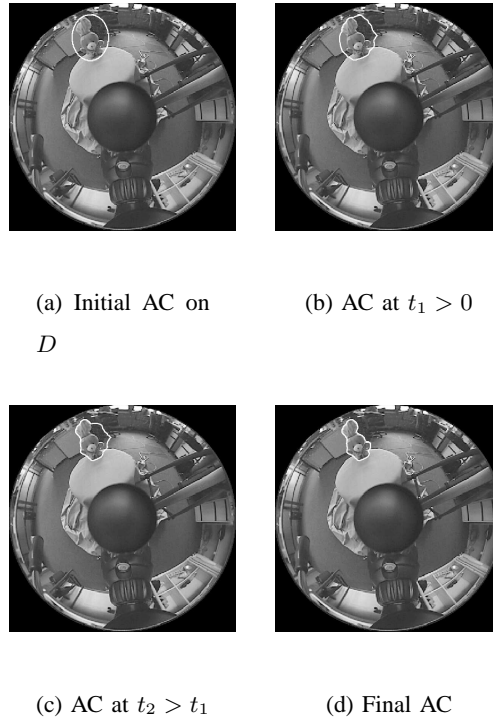 (a) Initial AC on
D
(b) AC at t₁ > 0
(c) AC at t₂ > t₁
(d) Final AC